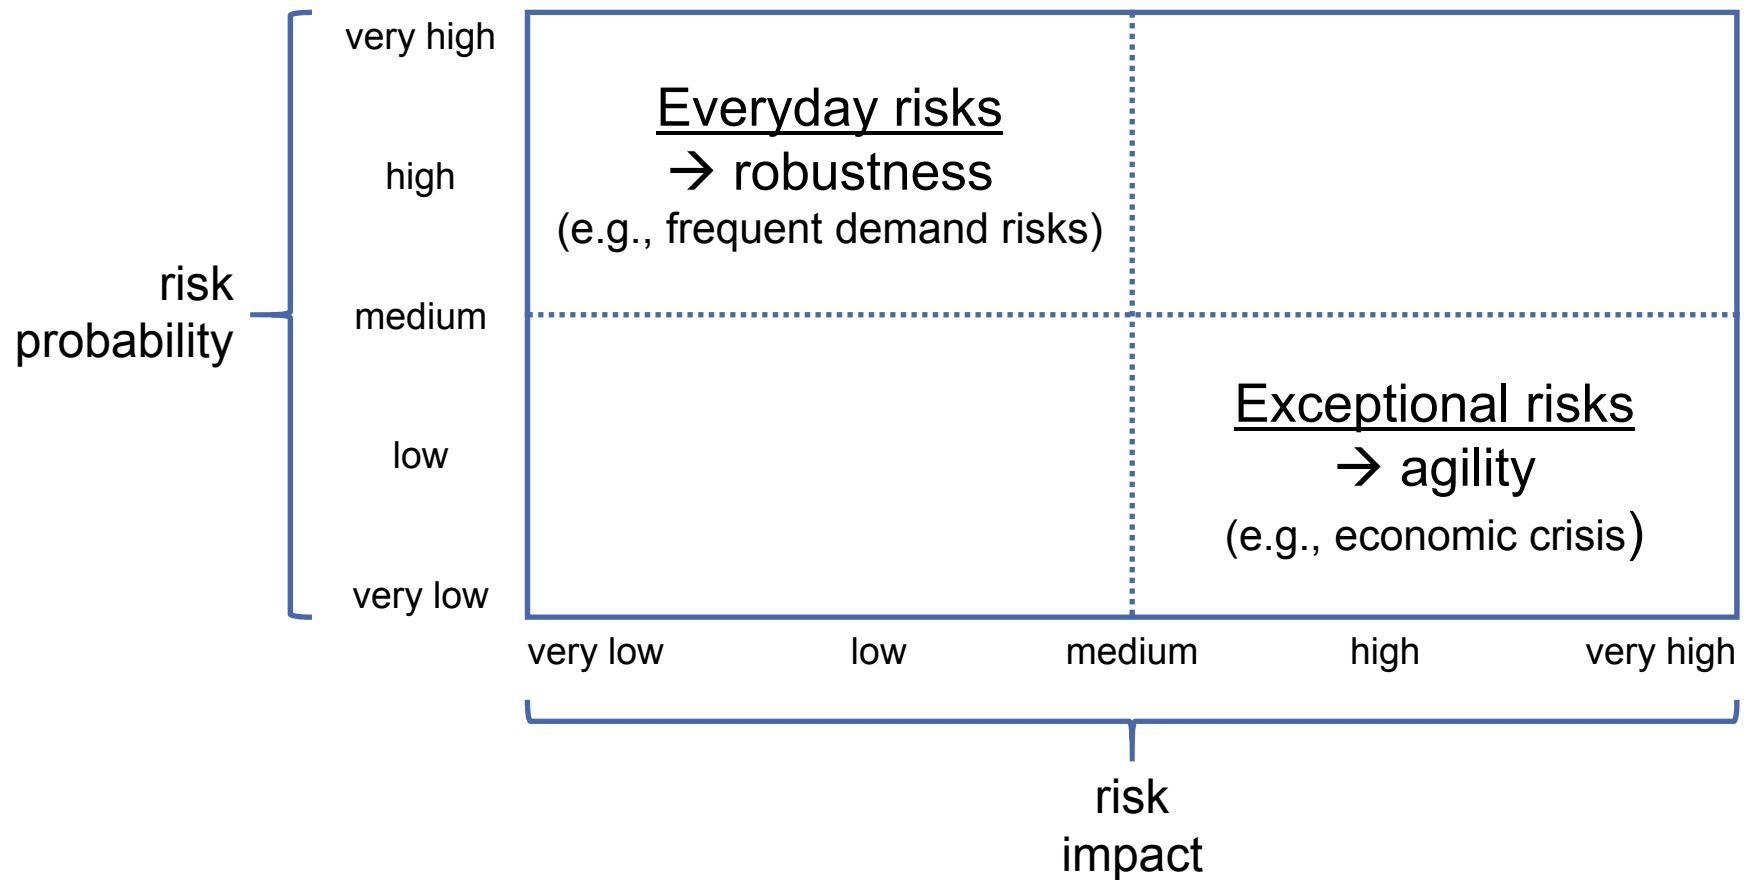 very high
high
risk
probability
medium
low
very low
Everyday risks
→ robustness
(e.g., frequent demand risks)
Exceptional risks
→ agility
(e.g., economic crisis)
very low
low
medium
high
very high
risk
impact